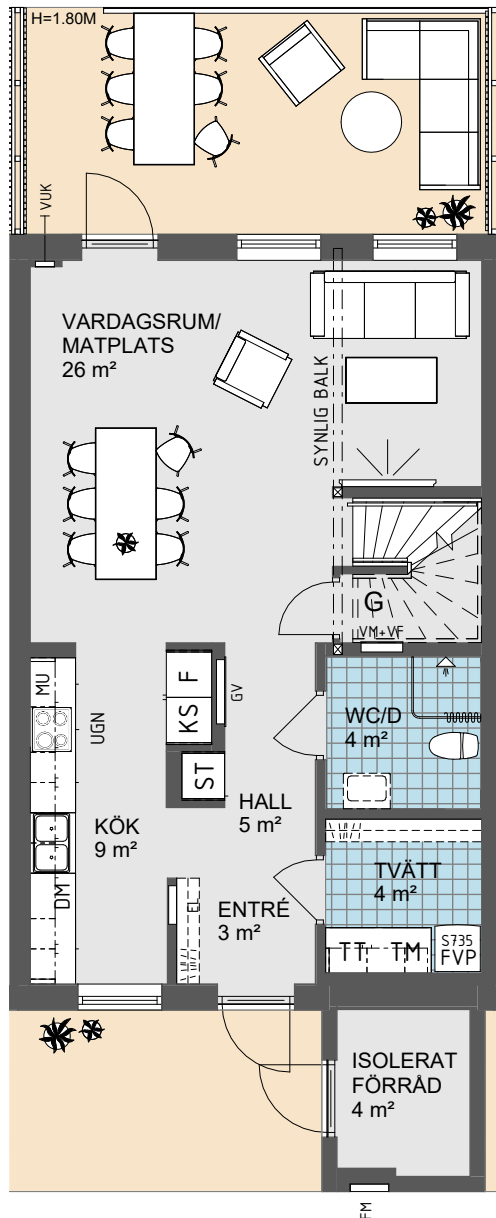 H=1.80M
VUK
VARDAGSRUM/
MATPLATS
26 m²
SYNLIG BALK
G
VM+VF
MU
UGN
F
KS
GV
ST
WC/D
4 m²
HALL
5 m²
KÖK
9 m²
DM
EL
ENTRÉ
3 m²
TVÄTT
4 m²
TT
TM
S735
FVP
ISOLERAT
FÖRRÅD
4 m²
FM